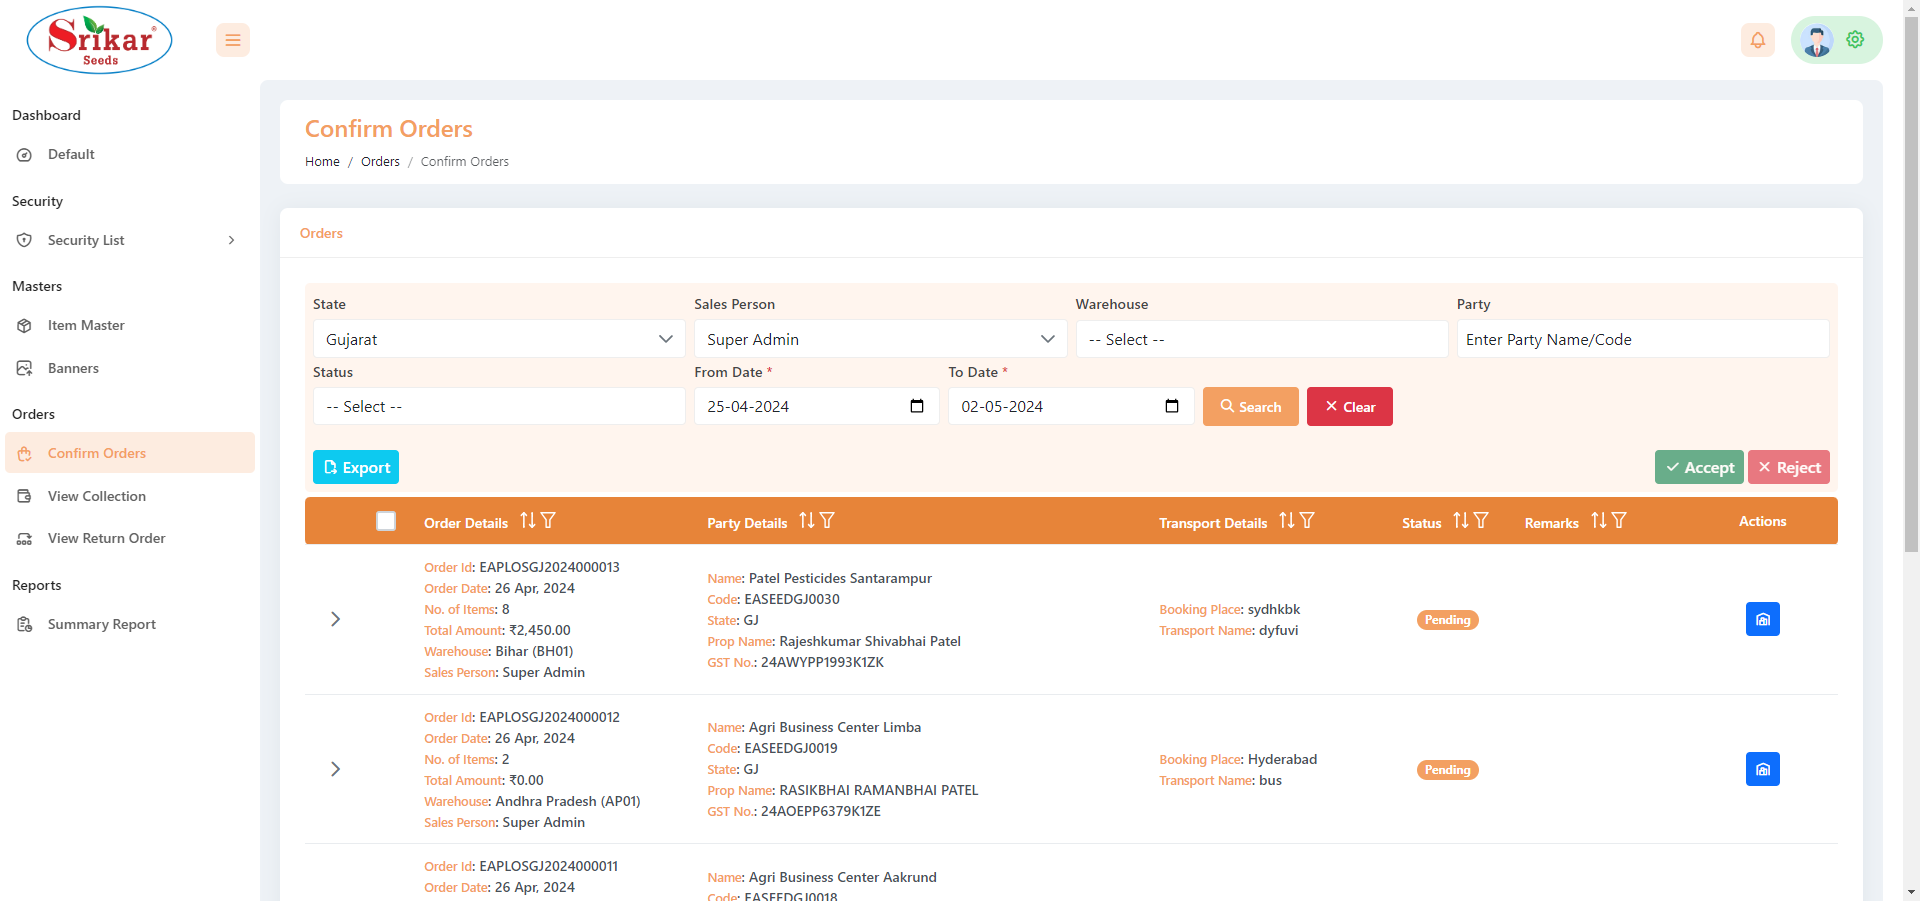 Srikar®
Seeds
Dashboard
Default
Security
Security List
Masters
Item Master
Banners
Orders
Confirm Orders
View Collection
View Return Order
Reports
Summary Report
Confirm Orders
Home / Orders / Confirm Orders
Orders
State
Sales Person
Warehouse
Party
Gujarat
Super Admin
-- Select --
Enter Party Name/Code
Status
From Date *
To Date *
-- Select --
25-04-2024
02-05-2024
Search
Clear
Export
Accept
Reject
Order Details
Party Details
Transport Details
Status
Remarks
Actions
Order Id: EAPLOSGJ2024000013
Order Date: 26 Apr, 2024
No. of Items: 8
Total Amount: ₹2,450.00
Warehouse: Bihar (BH01)
Sales Person: Super Admin
Name: Patel Pesticides Santarampur
Code: EASEEDGJ0030
State: GJ
Prop Name: Rajeshkumar Shivabhai Patel
GST No.: 24AWYPP1993K1ZK
Booking Place: sydhkbk
Transport Name: dyfuvi
Pending
Order Id: EAPLOSGJ2024000012
Order Date: 26 Apr, 2024
No. of Items: 2
Total Amount: ₹0.00
Warehouse: Andhra Pradesh (AP01)
Sales Person: Super Admin
Name: Agri Business Center Limba
Code: EASEEDGJ0019
State: GJ
Prop Name: RASIKBHAI RAMANBHAI PATEL
GST No.: 24AOEPP6379K1ZE
Booking Place: Hyderabad
Transport Name: bus
Pending
Order Id: EAPLOSGJ2024000011
Order Date: 26 Apr, 2024
Name: Agri Business Center Aakrund
Code: EASEEDGJ0018